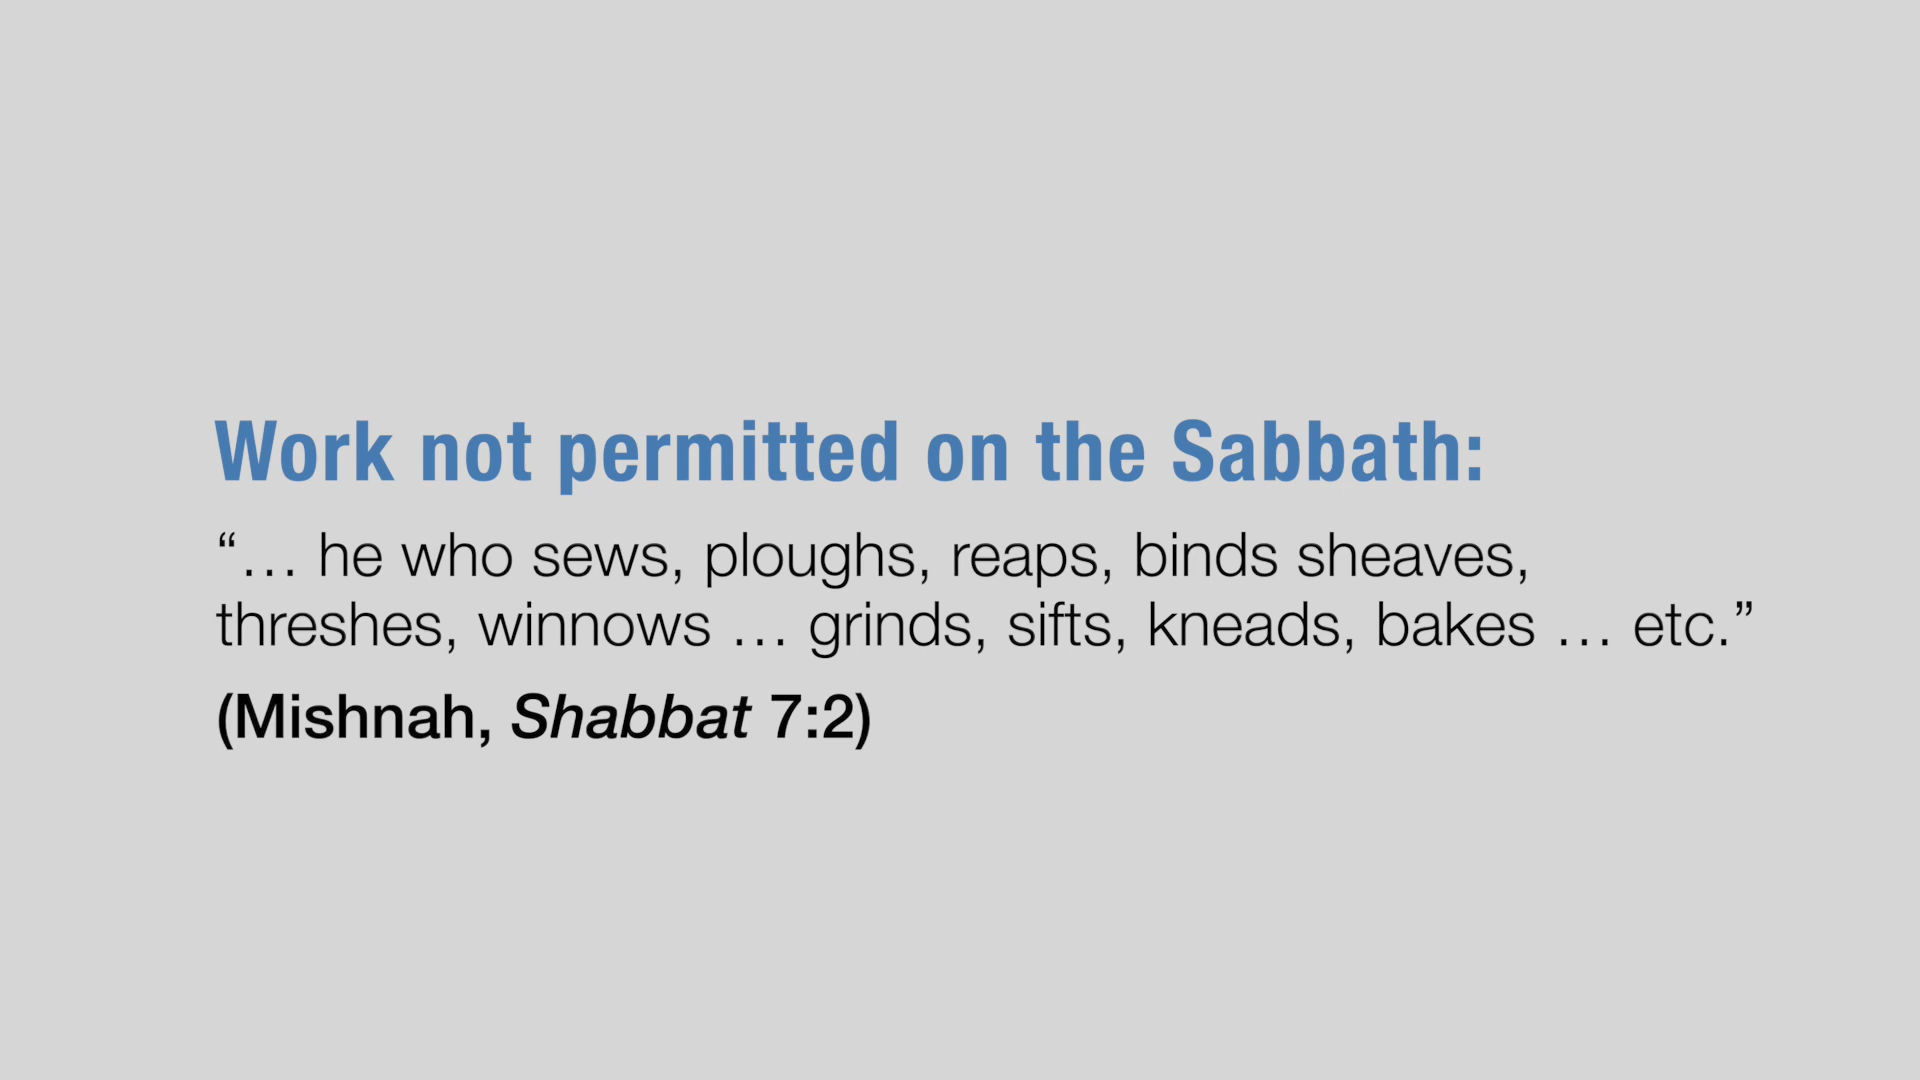 Work not permitted on the Sabbath:
“… he who sews, ploughs, reaps, binds sheaves,
threshes, winnows … grinds, sifts, kneads, bakes … etc.”
(Mishnah, Shabbat 7:2)